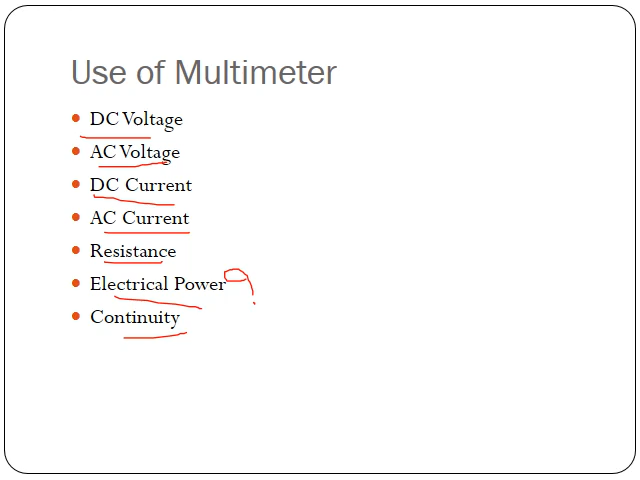 Use of Multimeter
DC Voltage
AC Voltage
DC Current
AC Current
Resistance
Electrical Power ?
Continuity